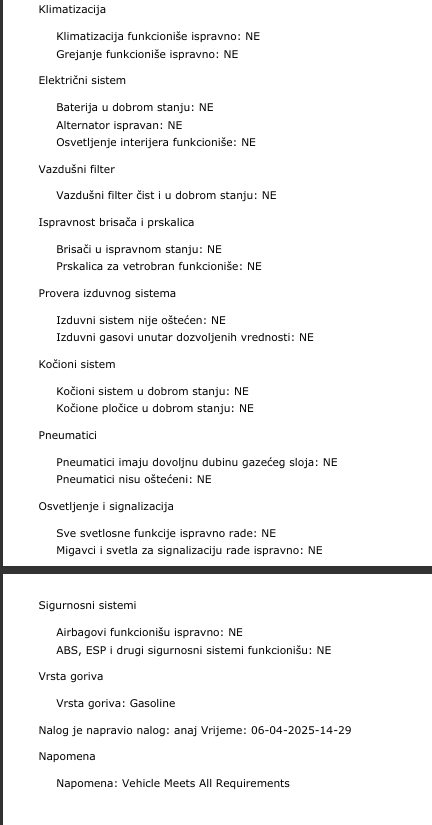 Klimatizacija
Klimatizacija funkcioniše ispravno: NE
Grejanje funkcioniše ispravno: NE
Električni sistem
Baterija u dobrom stanju: NE
Alternator ispravan: NE
Osvetljenje interijera funkcioniše: NE
Vazdušni filter
Vazdušni filter čist i u dobrom stanju: NE
Ispravnost brisača i prskalica
Brisači u ispravnom stanju: NE
Prskalica za vetrobran funkcioniše: NE
Provera izduvnog sistema
Izduvni sistem nije oštećen: NE
Izduvni gasovi unutar dozvoljenih vrednosti: NE
Kočioni sistem
Kočioni sistem u dobrom stanju: NE
Kočione pločice u dobrom stanju: NE
Pneumatici
Pneumatici imaju dovoljnu dubinu gazećeg sloja: NE
Pneumatici nisu oštećeni: NE
Osvetljenje i signalizacija
Sve svetlosne funkcije ispravno rade: NE
Migavci i svetla za signalizaciju rade ispravno: NE
Sigurnosni sistemi
Airbagovi funkcionišu ispravno: NE
ABS, ESP i drugi sigurnosni sistemi funkcionišu: NE
Vrsta goriva
Vrsta goriva: Gasoline
Nalog je napravio nalog: anaj Vrijeme: 06-04-2025-14-29
Napomena
Napomena: Vehicle Meets All Requirements